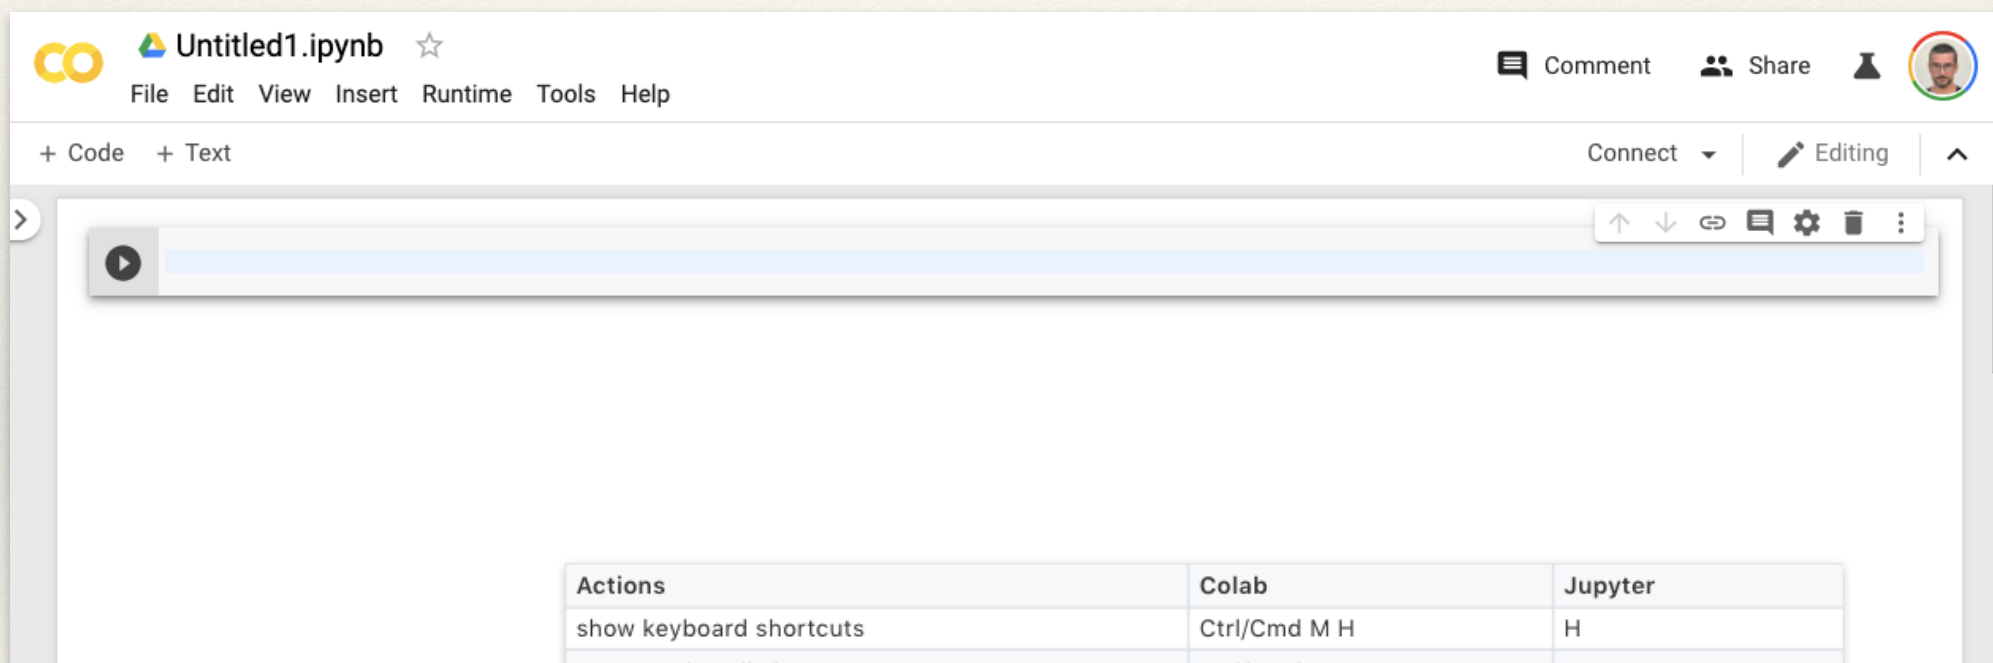 Untitled1.ipynb
File Edit View Insert Runtime Tools Help
Comment Share
+ Code + Text
Connect Editing
Actions Colab Jupyter
show keyboard shortcuts Ctrl/Cmd M H H